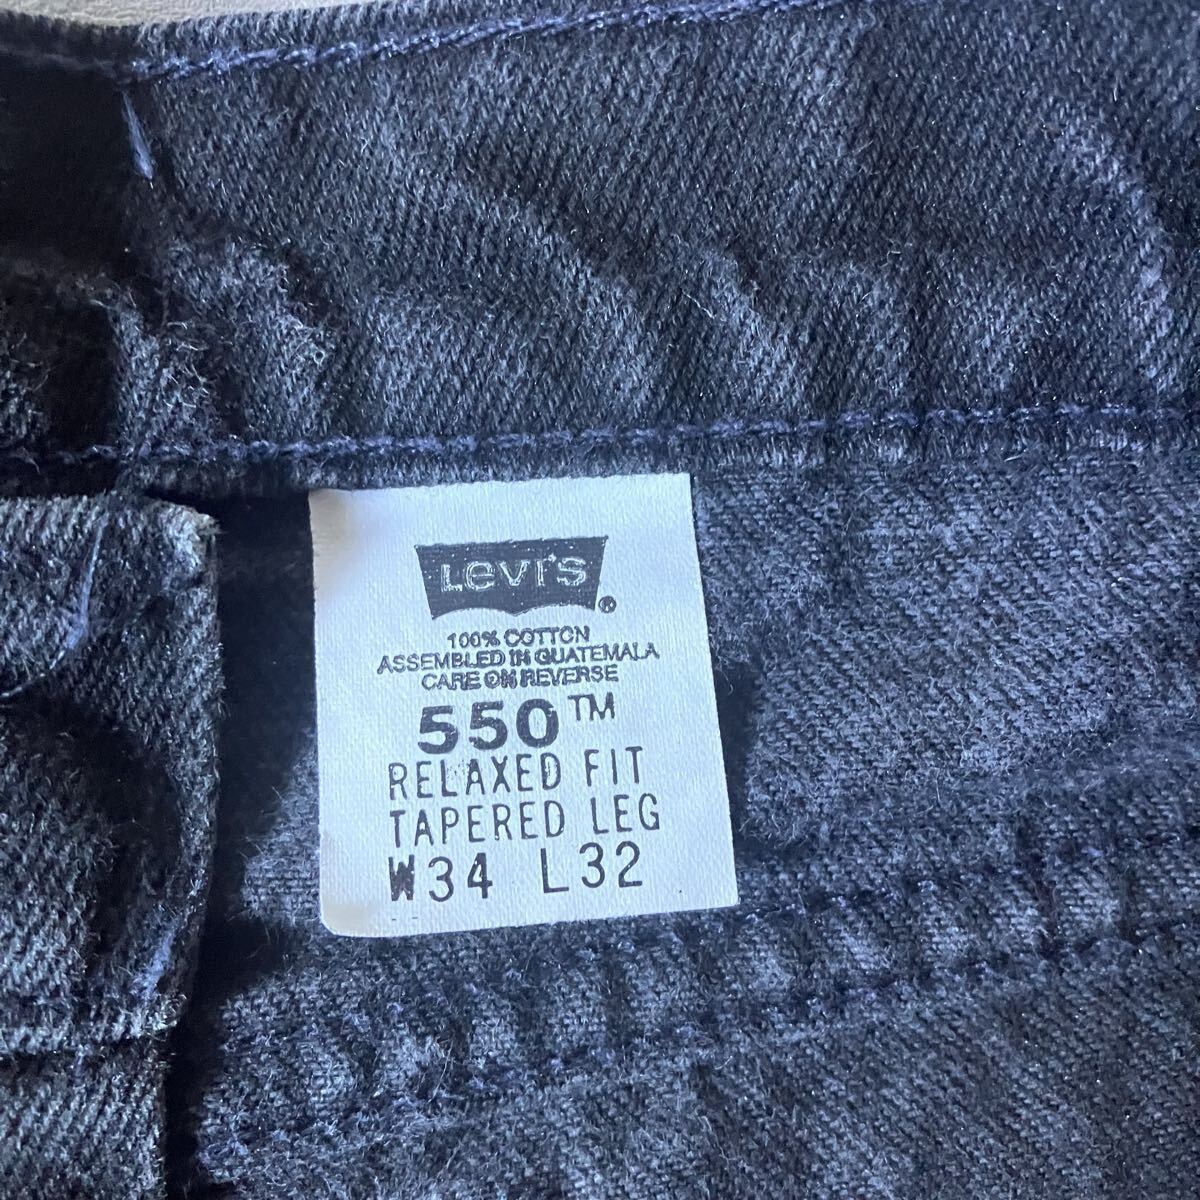 Levi's ®
100% COTTON
ASSEMBLED IN GUATEMALA
CARE ON REVERSE
550™
RELAXED FIT
TAPERED LEG
W34 L32